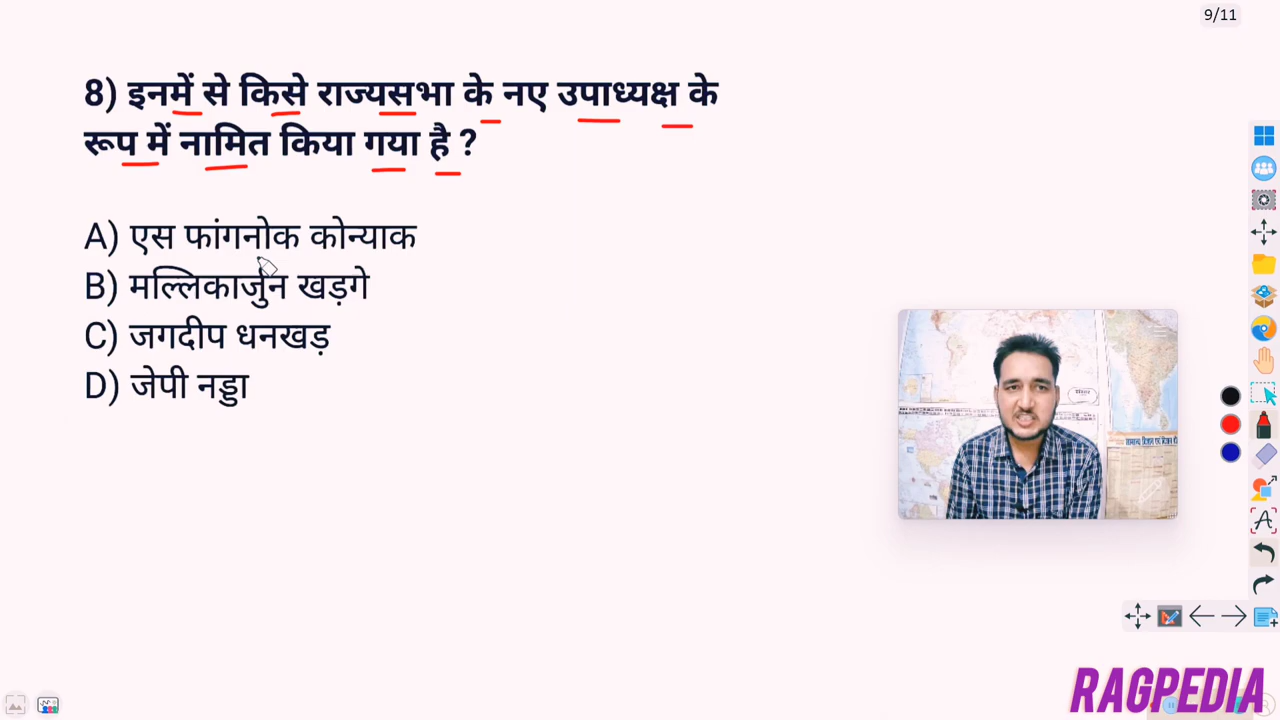 9/11
8) इनमें से किसे राज्यसभा के नए उपाध्यक्ष के
रूप में नामित किया गया है ?
A) एस फांगनोक कोन्याक
B) मल्लिकार्जुन खड़गे
C) जगदीप धनखड़
D) जेपी नड्डा
RAGPEDIA